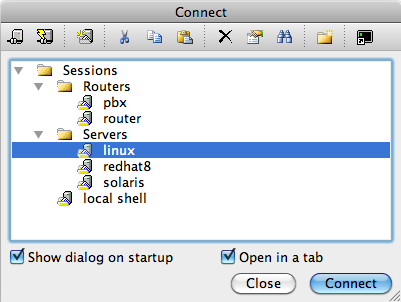 Connect
Sessions
Routers
pbx
router
Servers
linux
redhat8
solaris
local shell
Show dialog on startup
Open in a tab
Close
Connect